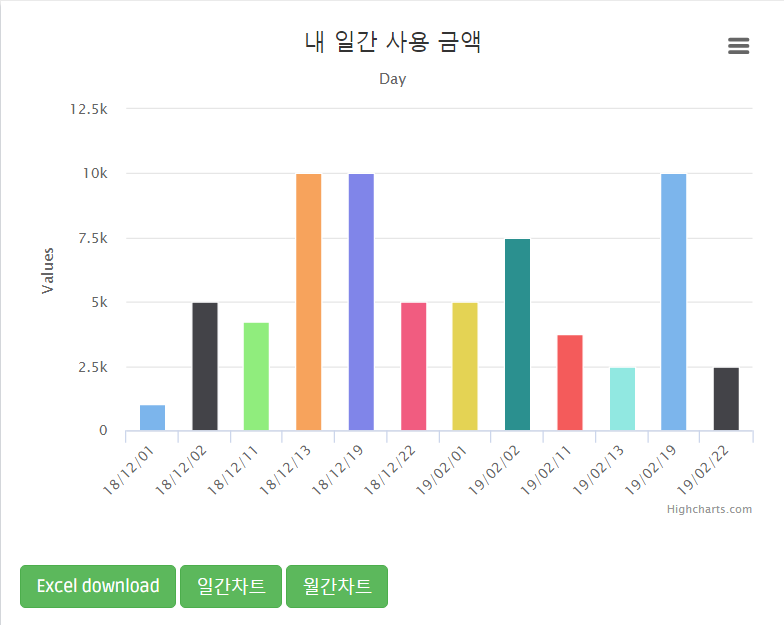 내 일간 사용 금액
Day
Values
12.5k
10k
7.5k
5k
2.5k
0
18/12/01
18/12/02
18/12/11
18/12/13
18/12/19
18/12/22
19/02/01
19/02/02
19/02/11
19/02/13
19/02/19
19/02/22
Highcharts.com
Excel download 일간차트 월간차트